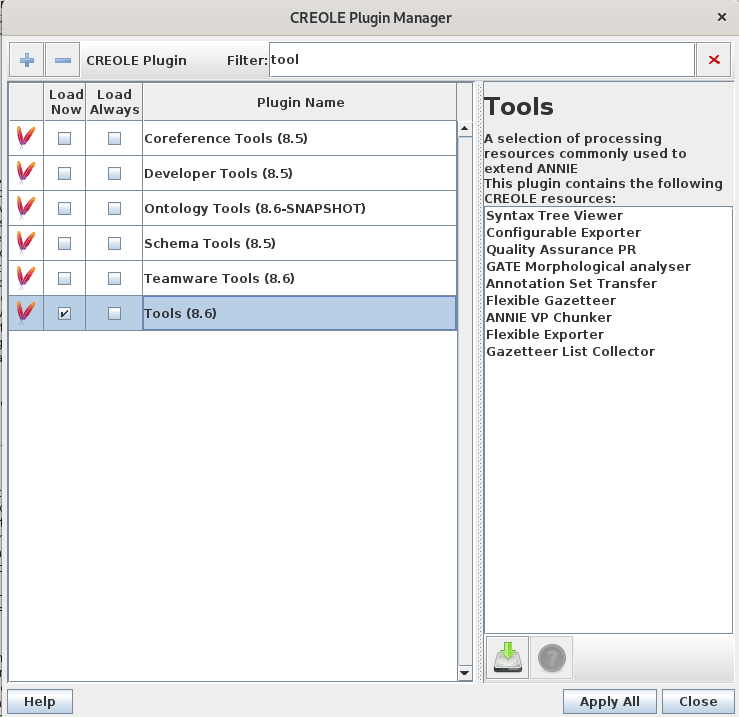 CREOLE Plugin Manager
CREOLE Plugin Filter: tool
Load Now
Load Always
Plugin Name
Coreference Tools (8.5)
Developer Tools (8.5)
Ontology Tools (8.6-SNAPSHOT)
Schema Tools (8.5)
Teamware Tools (8.6)
Tools (8.6)
Tools
A selection of processing
resources commonly used to
extend ANNIE
This plugin contains the following
CREOLE resources:
Syntax Tree Viewer
Configurable Exporter
Quality Assurance PR
GATE Morphological analyser
Annotation Set Transfer
Flexible Gazetteer
ANNIE VP Chunker
Flexible Exporter
Gazetteer List Collector
Help
Apply All
Close